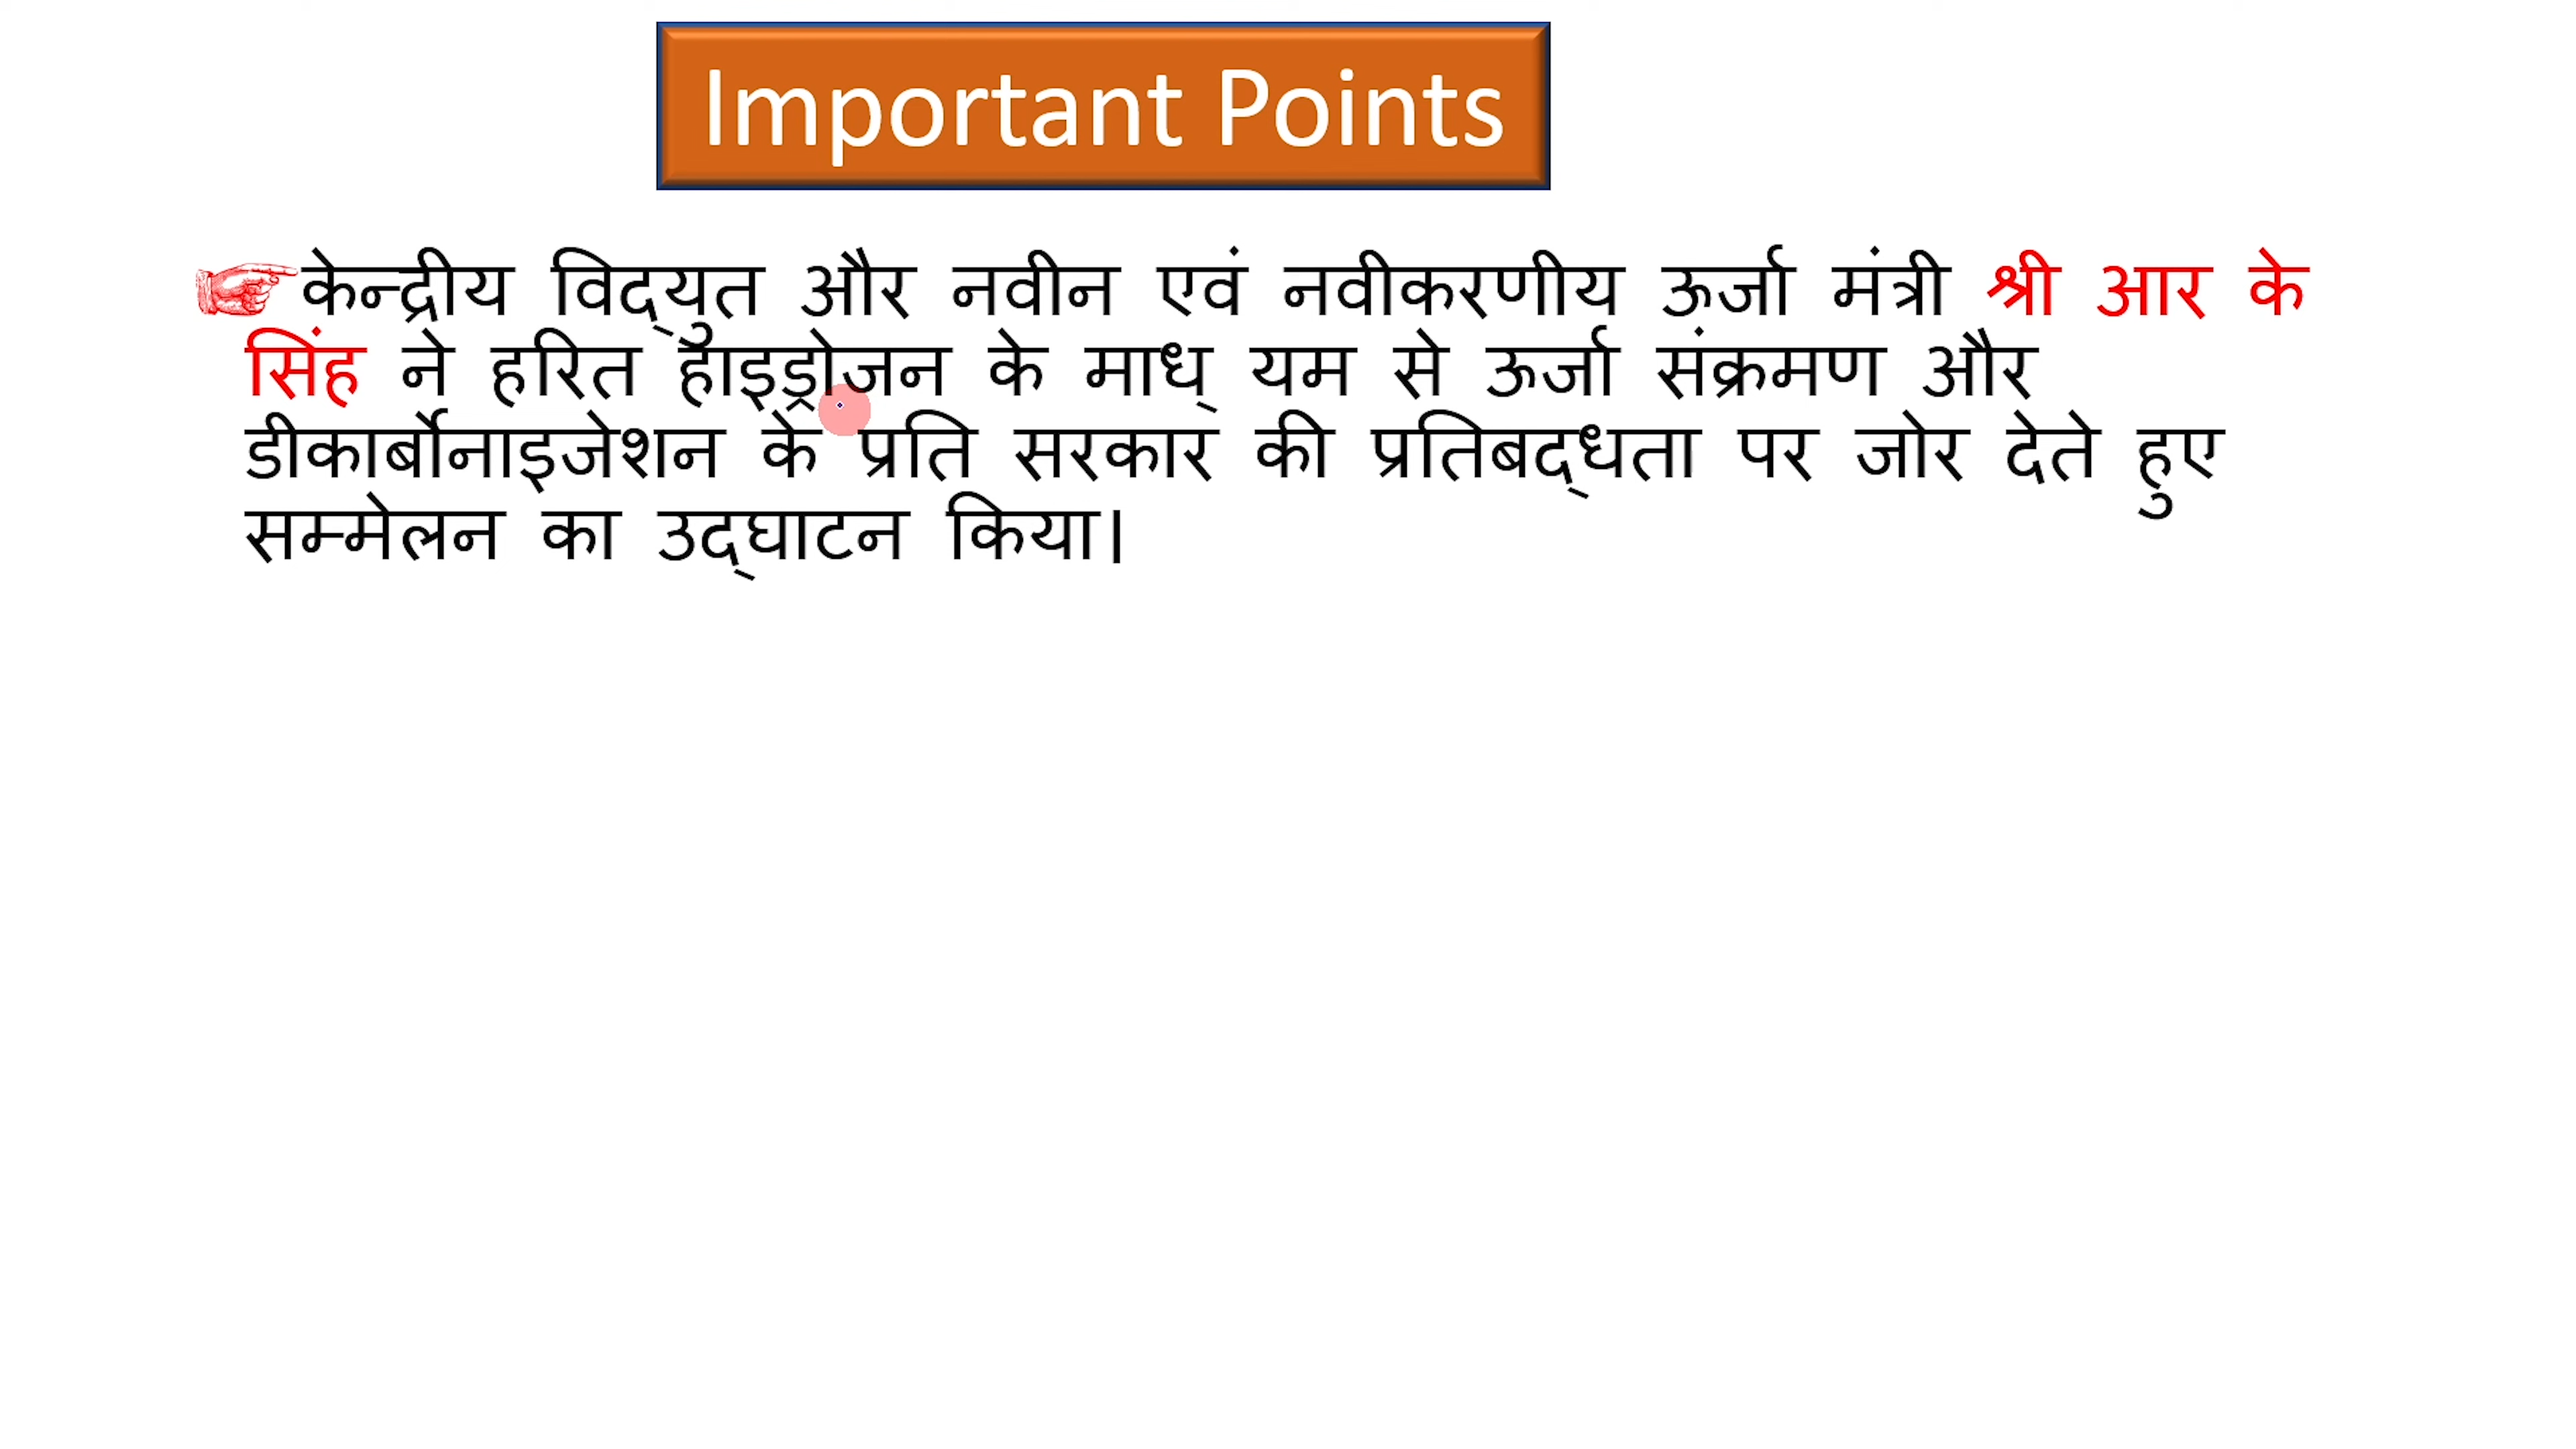 Important Points
केन्द्रीय विद्युत और नवीन एवं नवीकरणीय ऊर्जा मंत्री श्री आर के
सिंह ने हरित हाइड्रोजन के माध् यम से ऊर्जा संक्रमण और
डीकार्बोनाइजेशन के प्रति सरकार की प्रतिबद्धता पर जोर देते हुए
सम्मेलन का उद्घाटन किया।